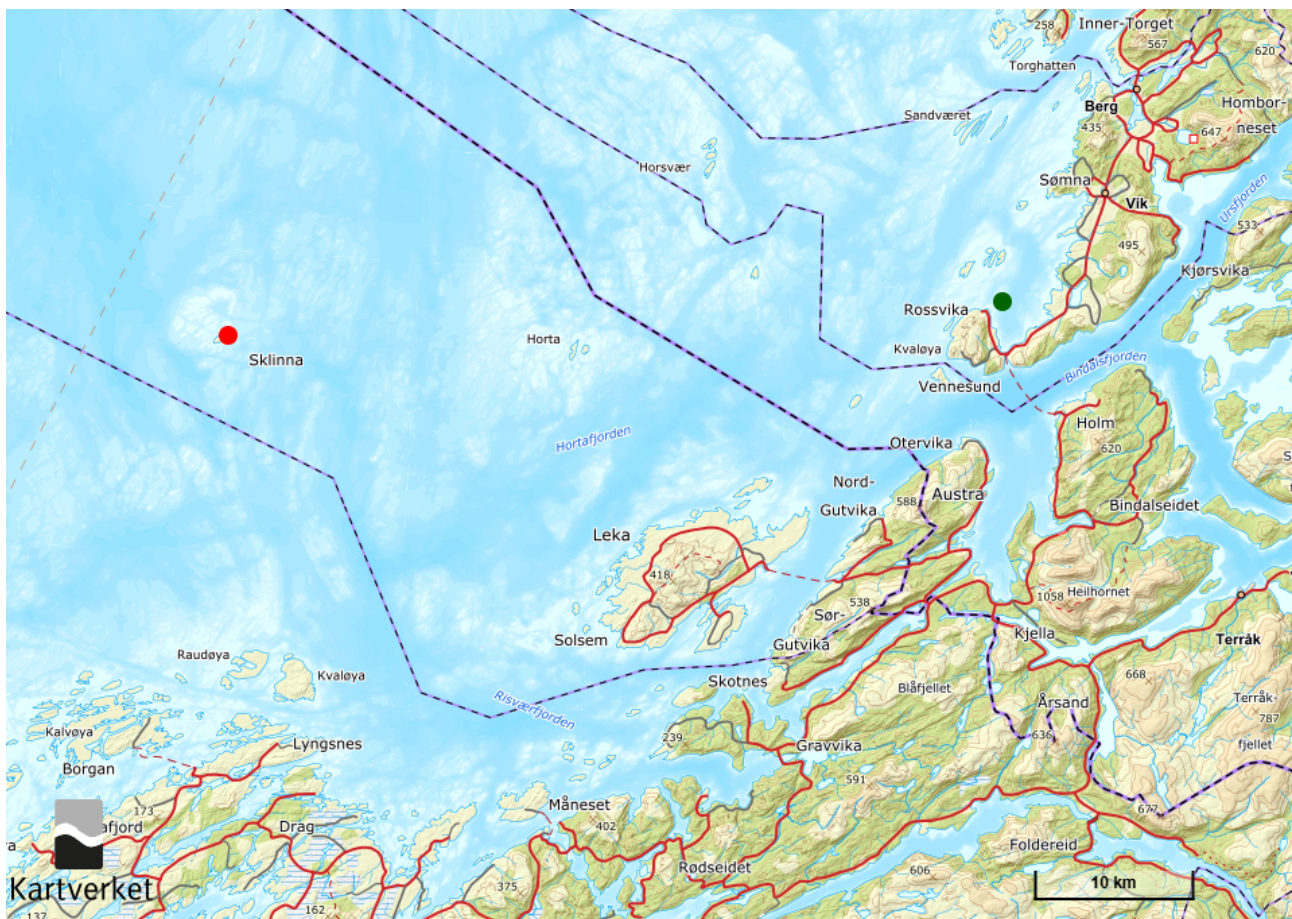 258
Inner-Torget
567
620
Torghatten
Berg
Hombor-
neset
Sandværet
435
647
Horsvær
Sømna
Vik
Ursfjorden
533
495
Kjørsvika
Rossvika
Horta
Kvaløya
Bindalsfjorden
Sklinna
Vennesund
Holm
Hortafjorden
Otervika
620
Nord-
Gutvika
588
Austra
Bindalseidet
Leka
418
1058
Heilhornet
538
Sør-
Gutvika
Kjella
Terråk
Solsem
Raudøya
Kvaløya
Skotnes
Blåfjellet
668
Årsand
Terråk-
787
fjellet
Risværfjorden
Kalvøya
Borgan
Lyngsnes
239
636
Gravvika
591
173
afjord
Drag
Måneset
402
677
Foldereid
Rødseidet
606
375
Kartverket
10 km
137
162